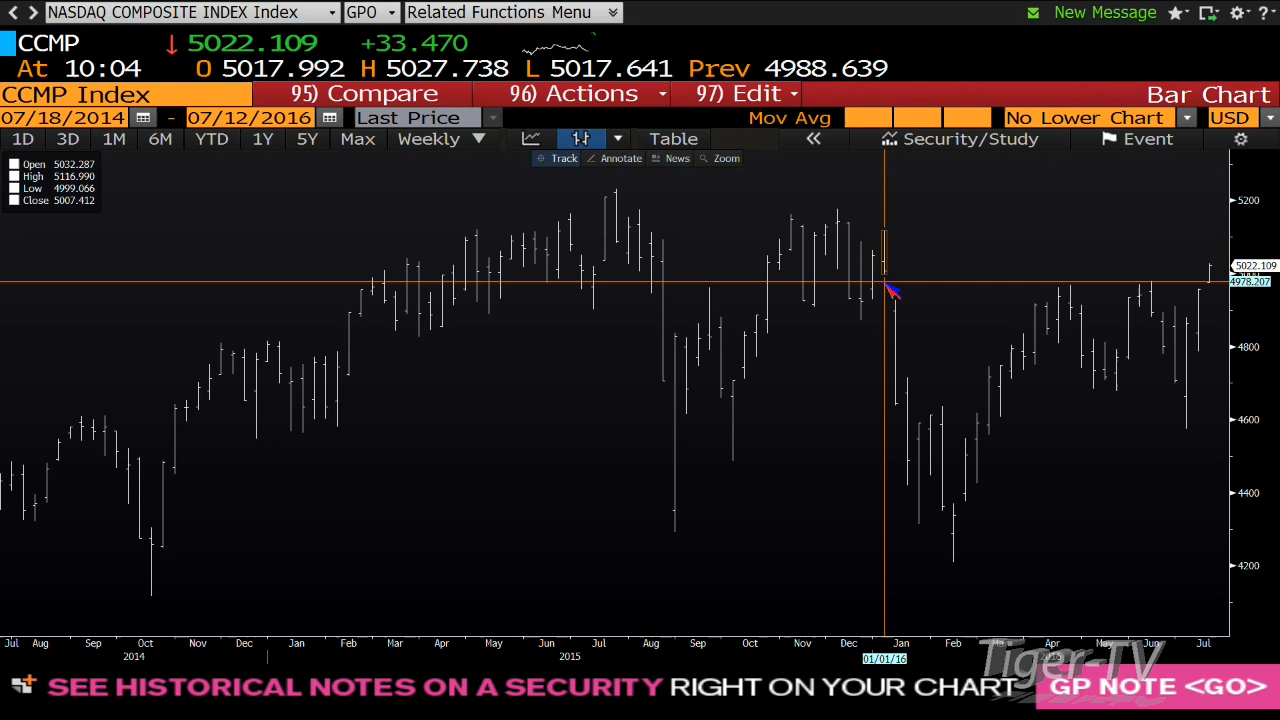 NASDAQ COMPOSITE INDEX Index GPO Related Functions Menu New Message ?
CCMP 5022.109 +33.470
At 10:04 O 5017.992 H 5027.738 L 5017.641 Prev 4988.639
CCMP Index 95) Compare 96) Actions 97) Edit Bar Chart
07/18/2014 - 07/12/2016 Last Price Mov Avg No Lower Chart USD
1D 3D 1M 6M YTD 1Y 5Y Max Weekly Table Security/Study Event
Track Annotate News Zoom
Open 5032.287
High 5116.990
Low 4999.066
Close 5007.412
5200
5022.109
4978.207
4800
4600
4400
4200
Jul Aug Sep Oct Nov Dec Jan Feb Mar Apr May Jun Jul Aug Sep Oct Nov Dec Jan Feb Apr May Jun Jul
2014 2015 01/01/16
Tiger-TV
SEE HISTORICAL NOTES ON A SECURITY RIGHT ON YOUR CHART GP NOTE <GO>